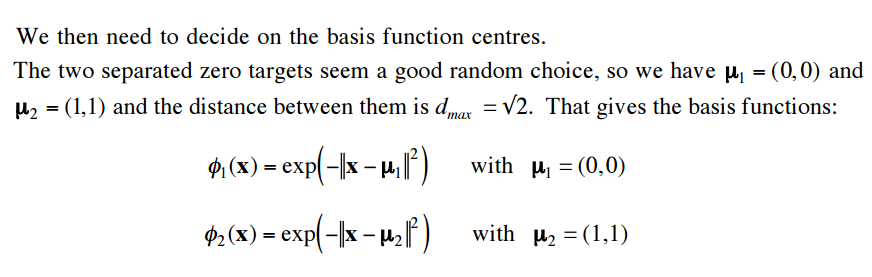 We then need to decide on the basis function centres.
The two separated zero targets seem a good random choice, so we have μ₁ = (0,0) and
μ₂ = (1,1) and the distance between them is d_max = √2. That gives the basis functions:
ϕ₁(x) = exp(−‖x − μ₁‖²) with μ₁ = (0,0)
ϕ₂(x) = exp(−‖x − μ₂‖²) with μ₂ = (1,1)